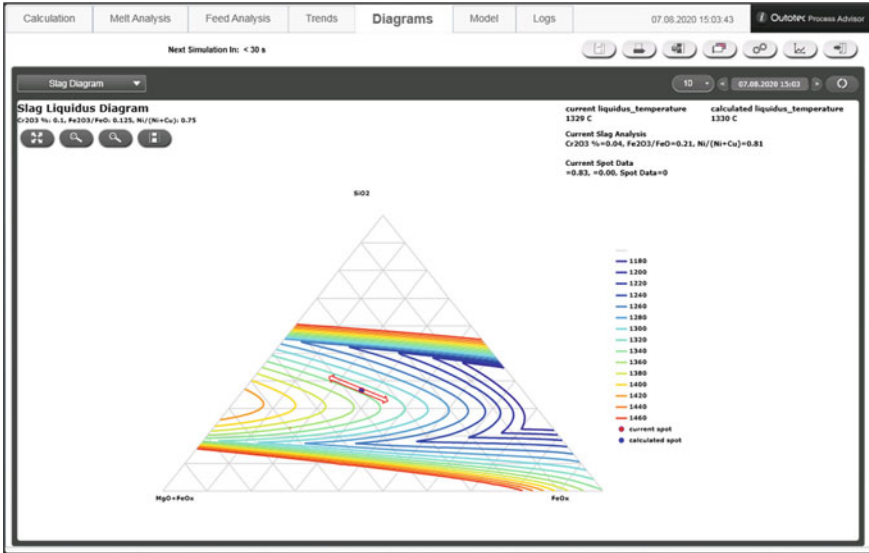 Calculation Melt Analysis Feed Analysis Trends Diagrams Model Logs 07.08.2020 15:03:43 Outotec Process Advisor
Next Simulation In: < 30 s
Slag Diagram 10 07.08.2020 15:03
Slag Liquidus Diagram
Cr2O3 %: 0.1, Fe2O3/FeO: 0.125, Ni/(Ni+Cu): 0.75
current liquidus_temperature calculated liquidus_temperature
1329 C 1330 C
Current Slag Analysis
Cr2O3 %=0.04, Fe2O3/FeO=0.21, Ni/(Ni+Cu)=0.81
Current Spot Data
=0.83, =0.00, Spot Data=0
SiO2
1180
1200
1220
1240
1260
1280
1300
1320
1340
1360
1380
1400
1420
1440
1460
current spot
calculated spot
MgO+FeOx FeOx